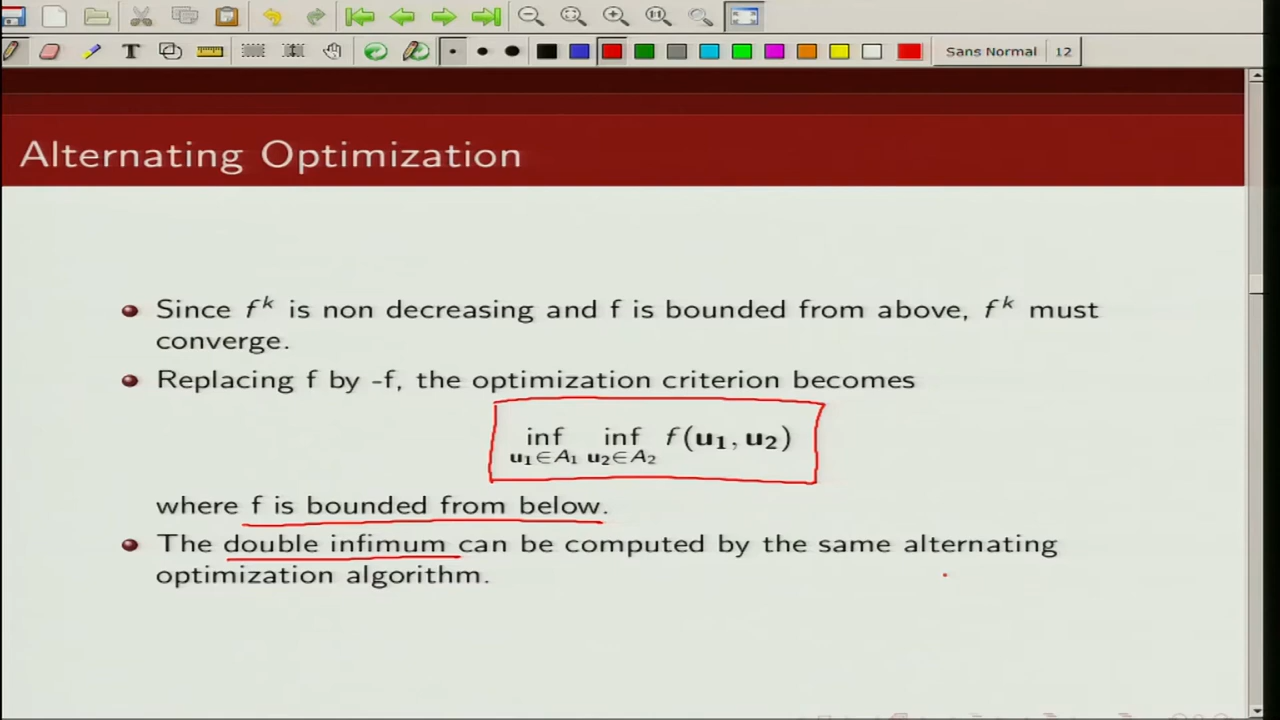 Sans Normal 12
Alternating Optimization
Since f^k is non decreasing and f is bounded from above, f^k must
converge.
Replacing f by -f, the optimization criterion becomes
inf inf f(u₁, u₂)
u₁∈A₁ u₂∈A₂
where f is bounded from below.
The double infimum can be computed by the same alternating
optimization algorithm.